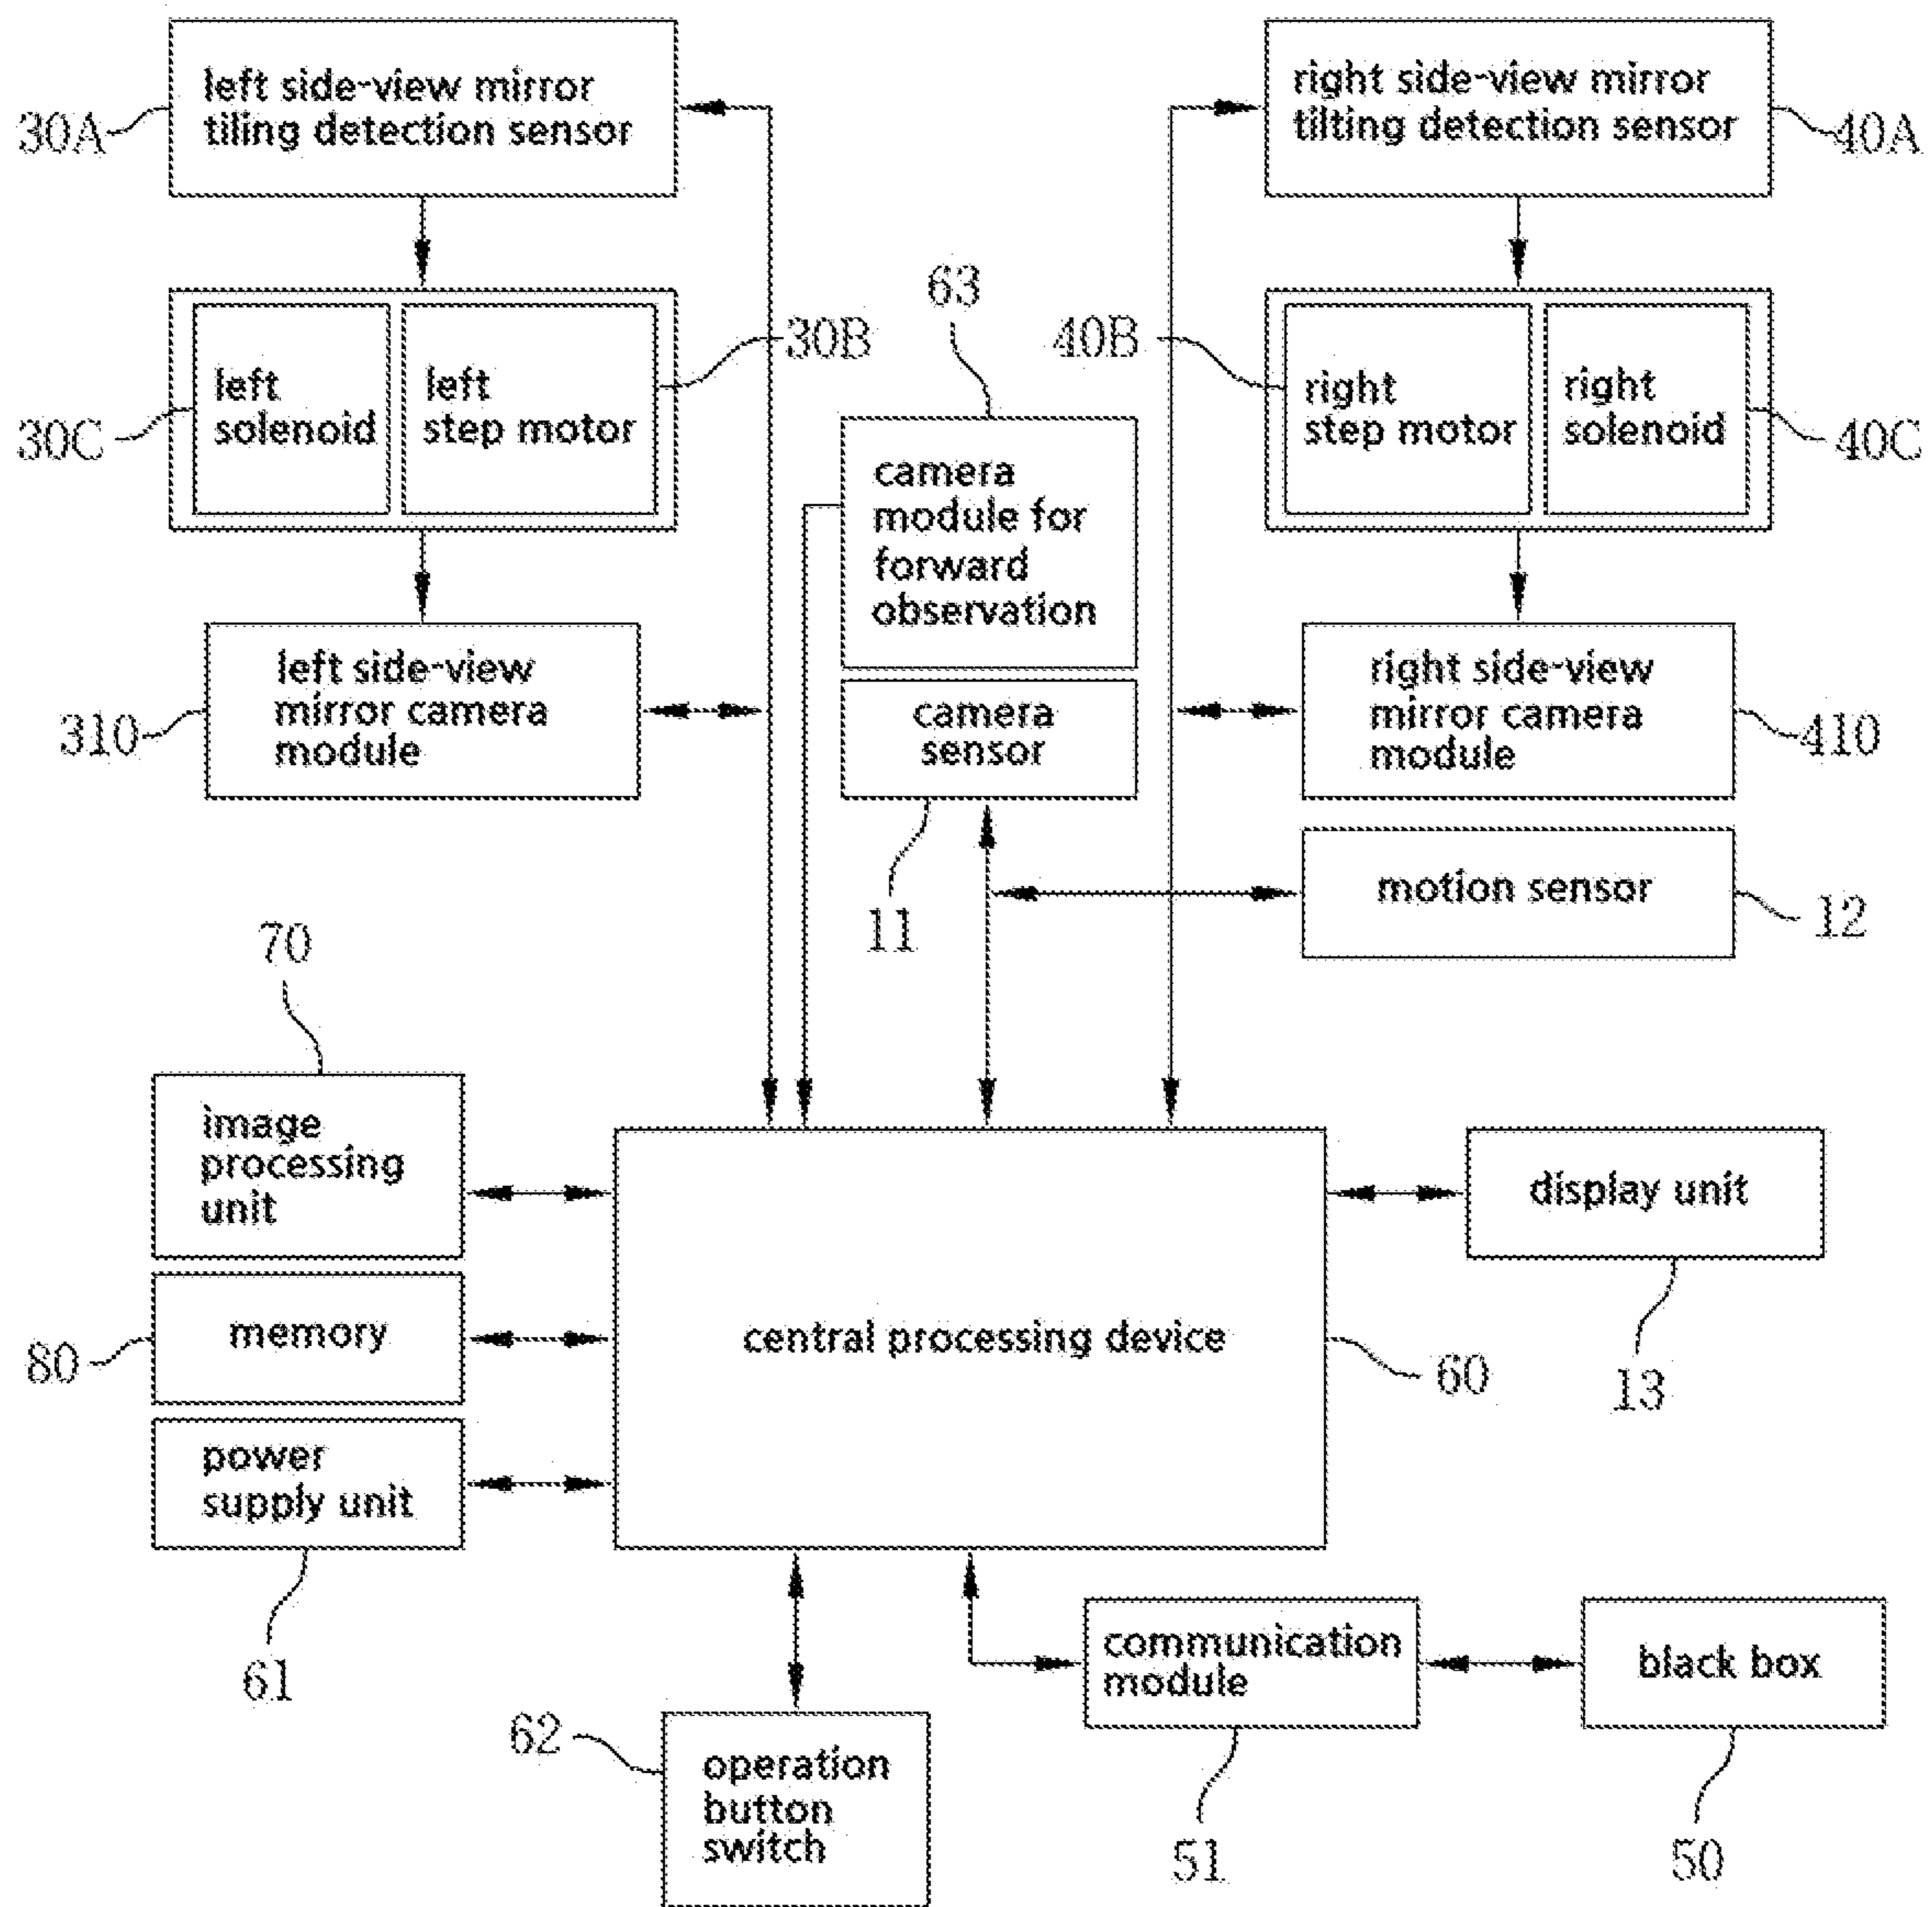 left side-view mirror
tiling detection sensor
30A
right side-view mirror
tilting detection sensor
40A
63
left
solenoid
30C
left
step motor
30B
40B
right
step motor
right
solenoid
40C
camera
module for
forward
observation
left side-view
mirror camera
module
310
camera
sensor
11
right side-view
mirror camera
module
410
motion sensor
12
70
image
processing
unit
display unit
13
memory
80
central processing device
60
power
supply unit
61
communication
module
51
black box
50
62
operation
button
switch